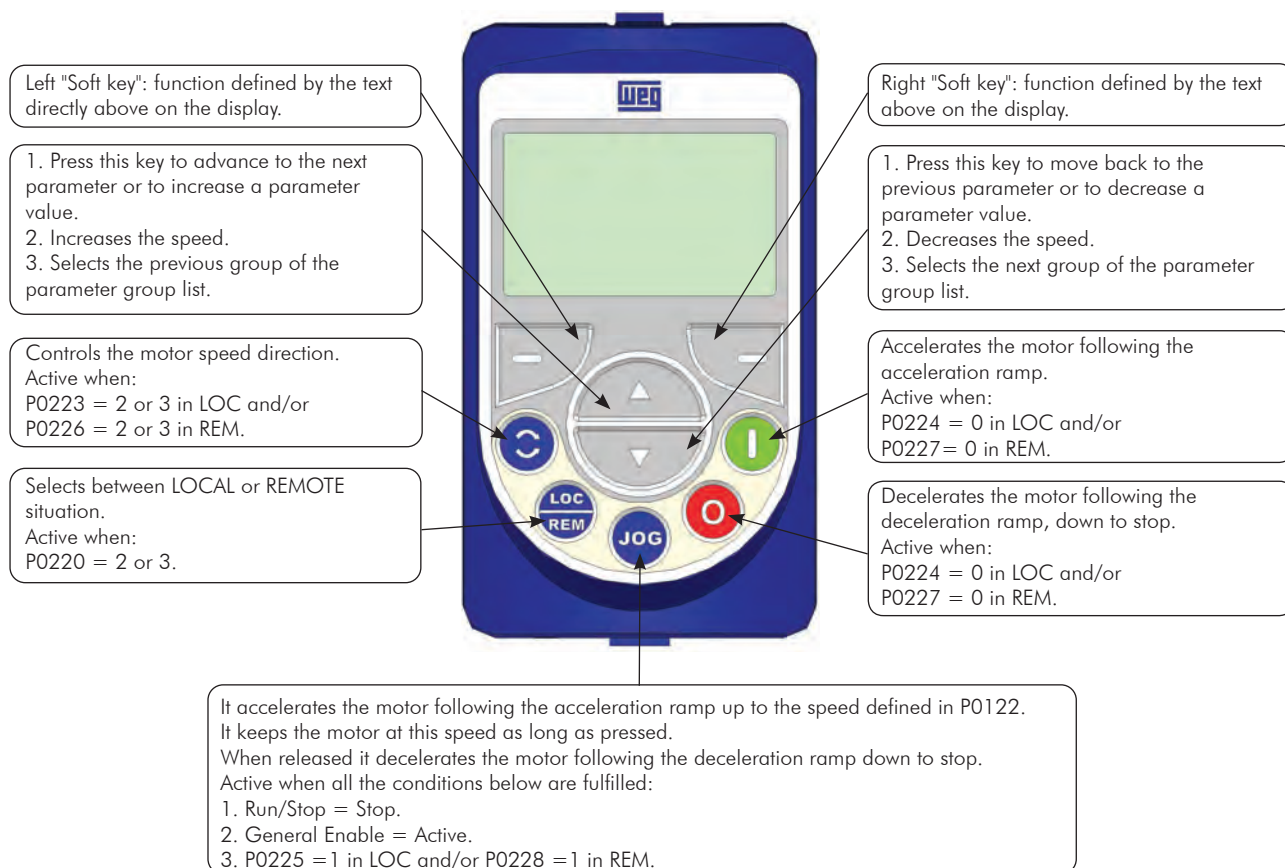 Left "Soft key": function defined by the text
directly above on the display.
1. Press this key to advance to the next
parameter or to increase a parameter
value.
2. Increases the speed.
3. Selects the previous group of the
parameter group list.
Controls the motor speed direction.
Active when:
P0223 = 2 or 3 in LOC and/or
P0226 = 2 or 3 in REM.
Selects between LOCAL or REMOTE
situation.
Active when:
P0220 = 2 or 3.
WEG
LOC
REM
JOG
Right "Soft key": function defined by the text
above on the display.
1. Press this key to move back to the
previous parameter or to decrease a
parameter value.
2. Decreases the speed.
3. Selects the next group of the parameter
group list.
Accelerates the motor following the
acceleration ramp.
Active when:
P0224 = 0 in LOC and/or
P0227= 0 in REM.
Decelerates the motor following the
deceleration ramp, down to stop.
Active when:
P0224 = 0 in LOC and/or
P0227 = 0 in REM.
It accelerates the motor following the acceleration ramp up to the speed defined in P0122.
It keeps the motor at this speed as long as pressed.
When released it decelerates the motor following the deceleration ramp down to stop.
Active when all the conditions below are fulfilled:
1. Run/Stop = Stop.
2. General Enable = Active.
3. P0225 =1 in LOC and/or P0228 =1 in REM.